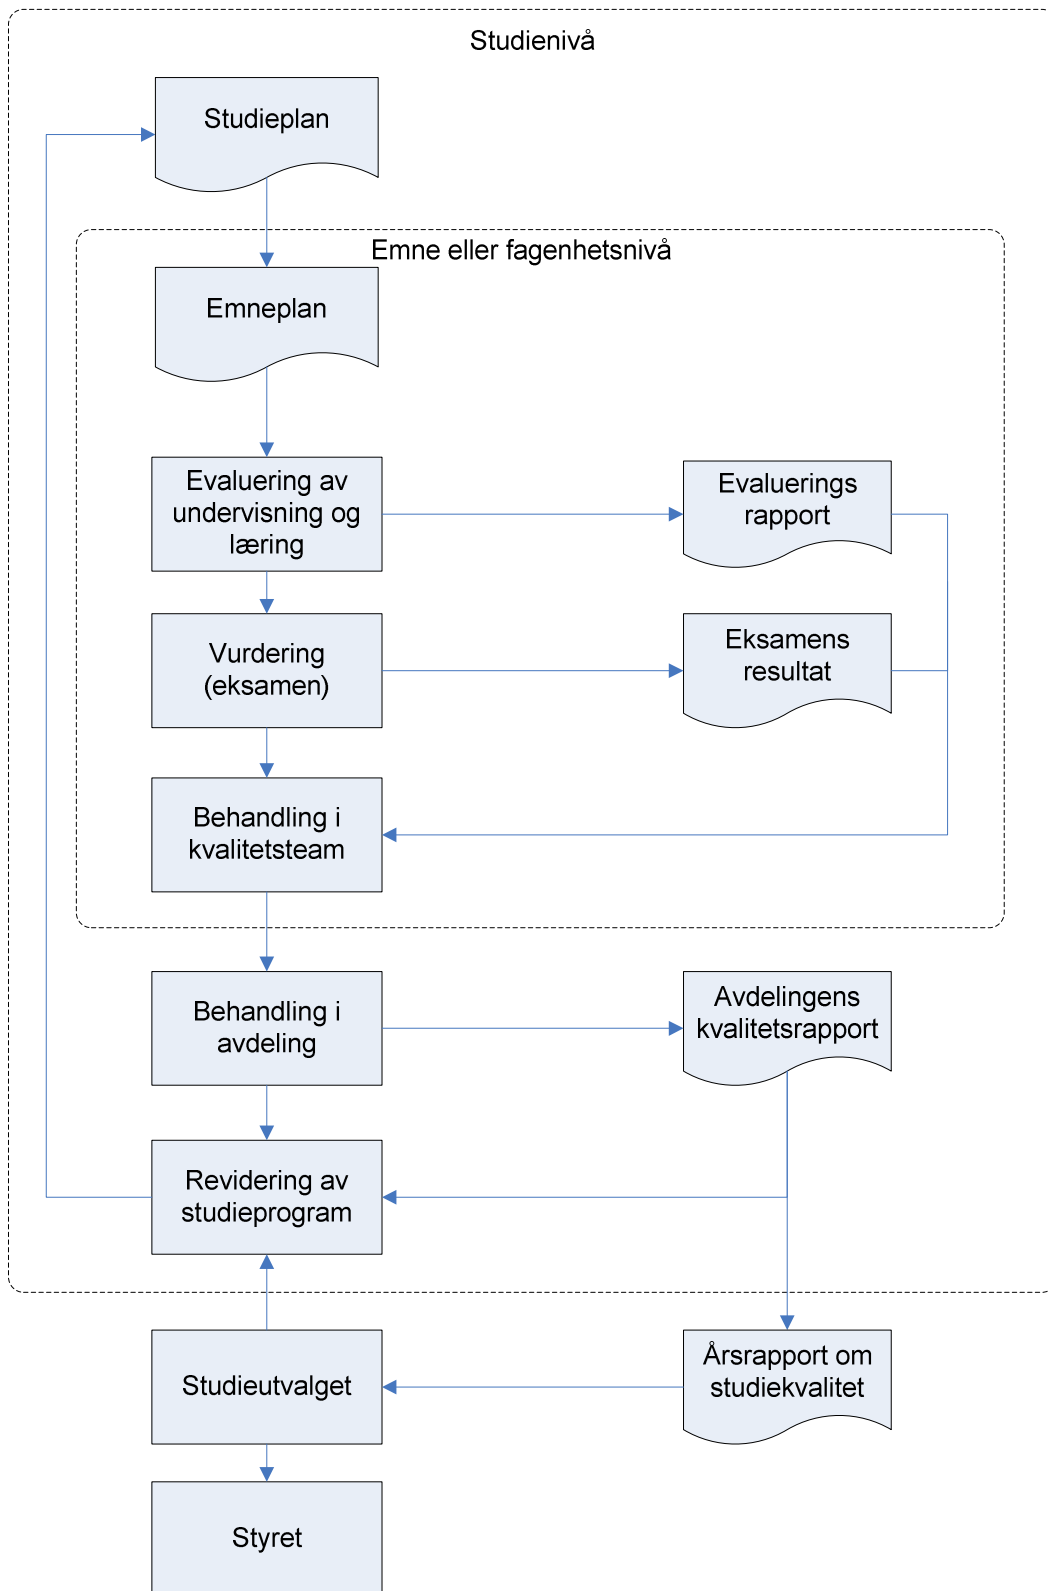 Studienivå
Studieplan
Emne eller fagenhetsnivå
Emneplan
Evaluering av
undervisning og
læring
Evaluerings
rapport
Vurdering
(eksamen)
Eksamens
resultat
Behandling i
kvalitetsteam
Behandling i
avdeling
Avdelingens
kvalitetsrapport
Revidering av
studieprogram
Studieutvalget
Årsrapport om
studiekvalitet
Styret